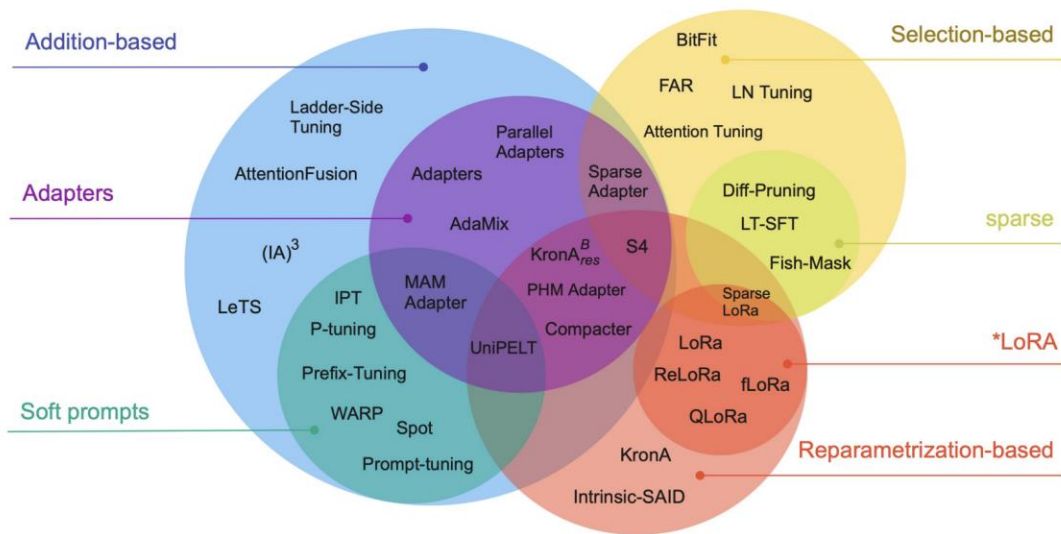 Addition-based
Selection-based
BitFit
FAR
LN Tuning
Ladder-Side
Tuning
Parallel
Adapters
Attention Tuning
AttentionFusion
Adapters
Sparse
Adapter
Adapters
Diff-Pruning
AdaMix
LT-SFT
sparse
(IA)³
KronA^B_res
S4
Fish-Mask
MAM
Adapter
LeTS
IPT
PHM Adapter
Sparse
LoRa
P-tuning
Compacter
UniPELT
LoRa
*LoRA
Prefix-Tuning
ReLoRa
fLoRa
Soft prompts
WARP
Spot
QLoRa
Prompt-tuning
KronA
Reparametrization-based
Intrinsic-SAID